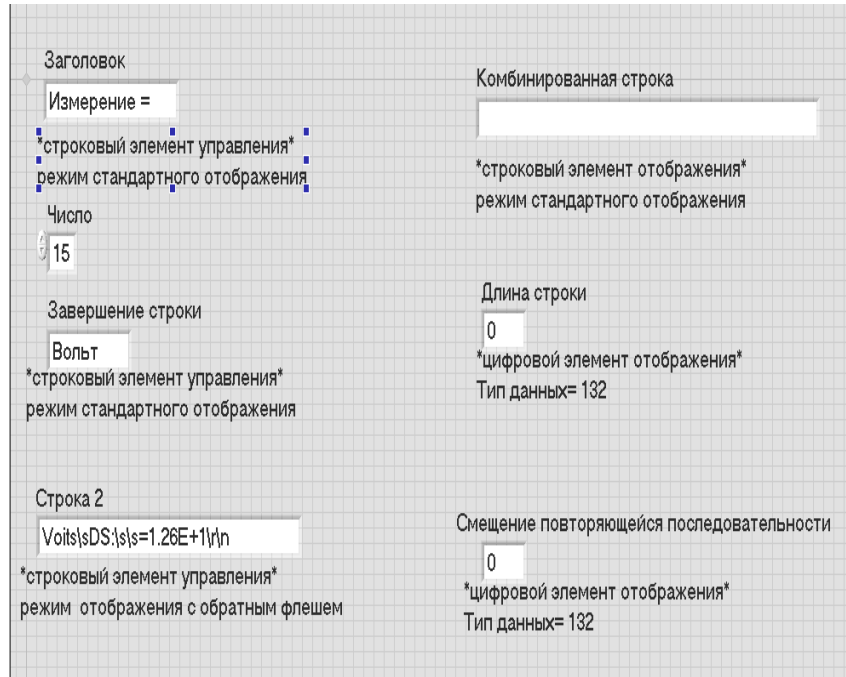 Заголовок
Измерение =
*строковый элемент управления*
режим стандартного отображения
Число
15
Завершение строки
Вольт
*строковый элемент управления*
режим стандартного отображения
Строка 2
Voits\sDS:\s\s=1.26E+1\r\n
*строковый элемент управления*
режим отображения с обратным флешем
Комбинированная строка
*строковый элемент отображения*
режим стандартного отображения
Длина строки
0
*цифровой элемент отображения*
Тип данных= 132
Смещение повторяющейся последовательности
0
*цифровой элемент отображения*
Тип данных= 132